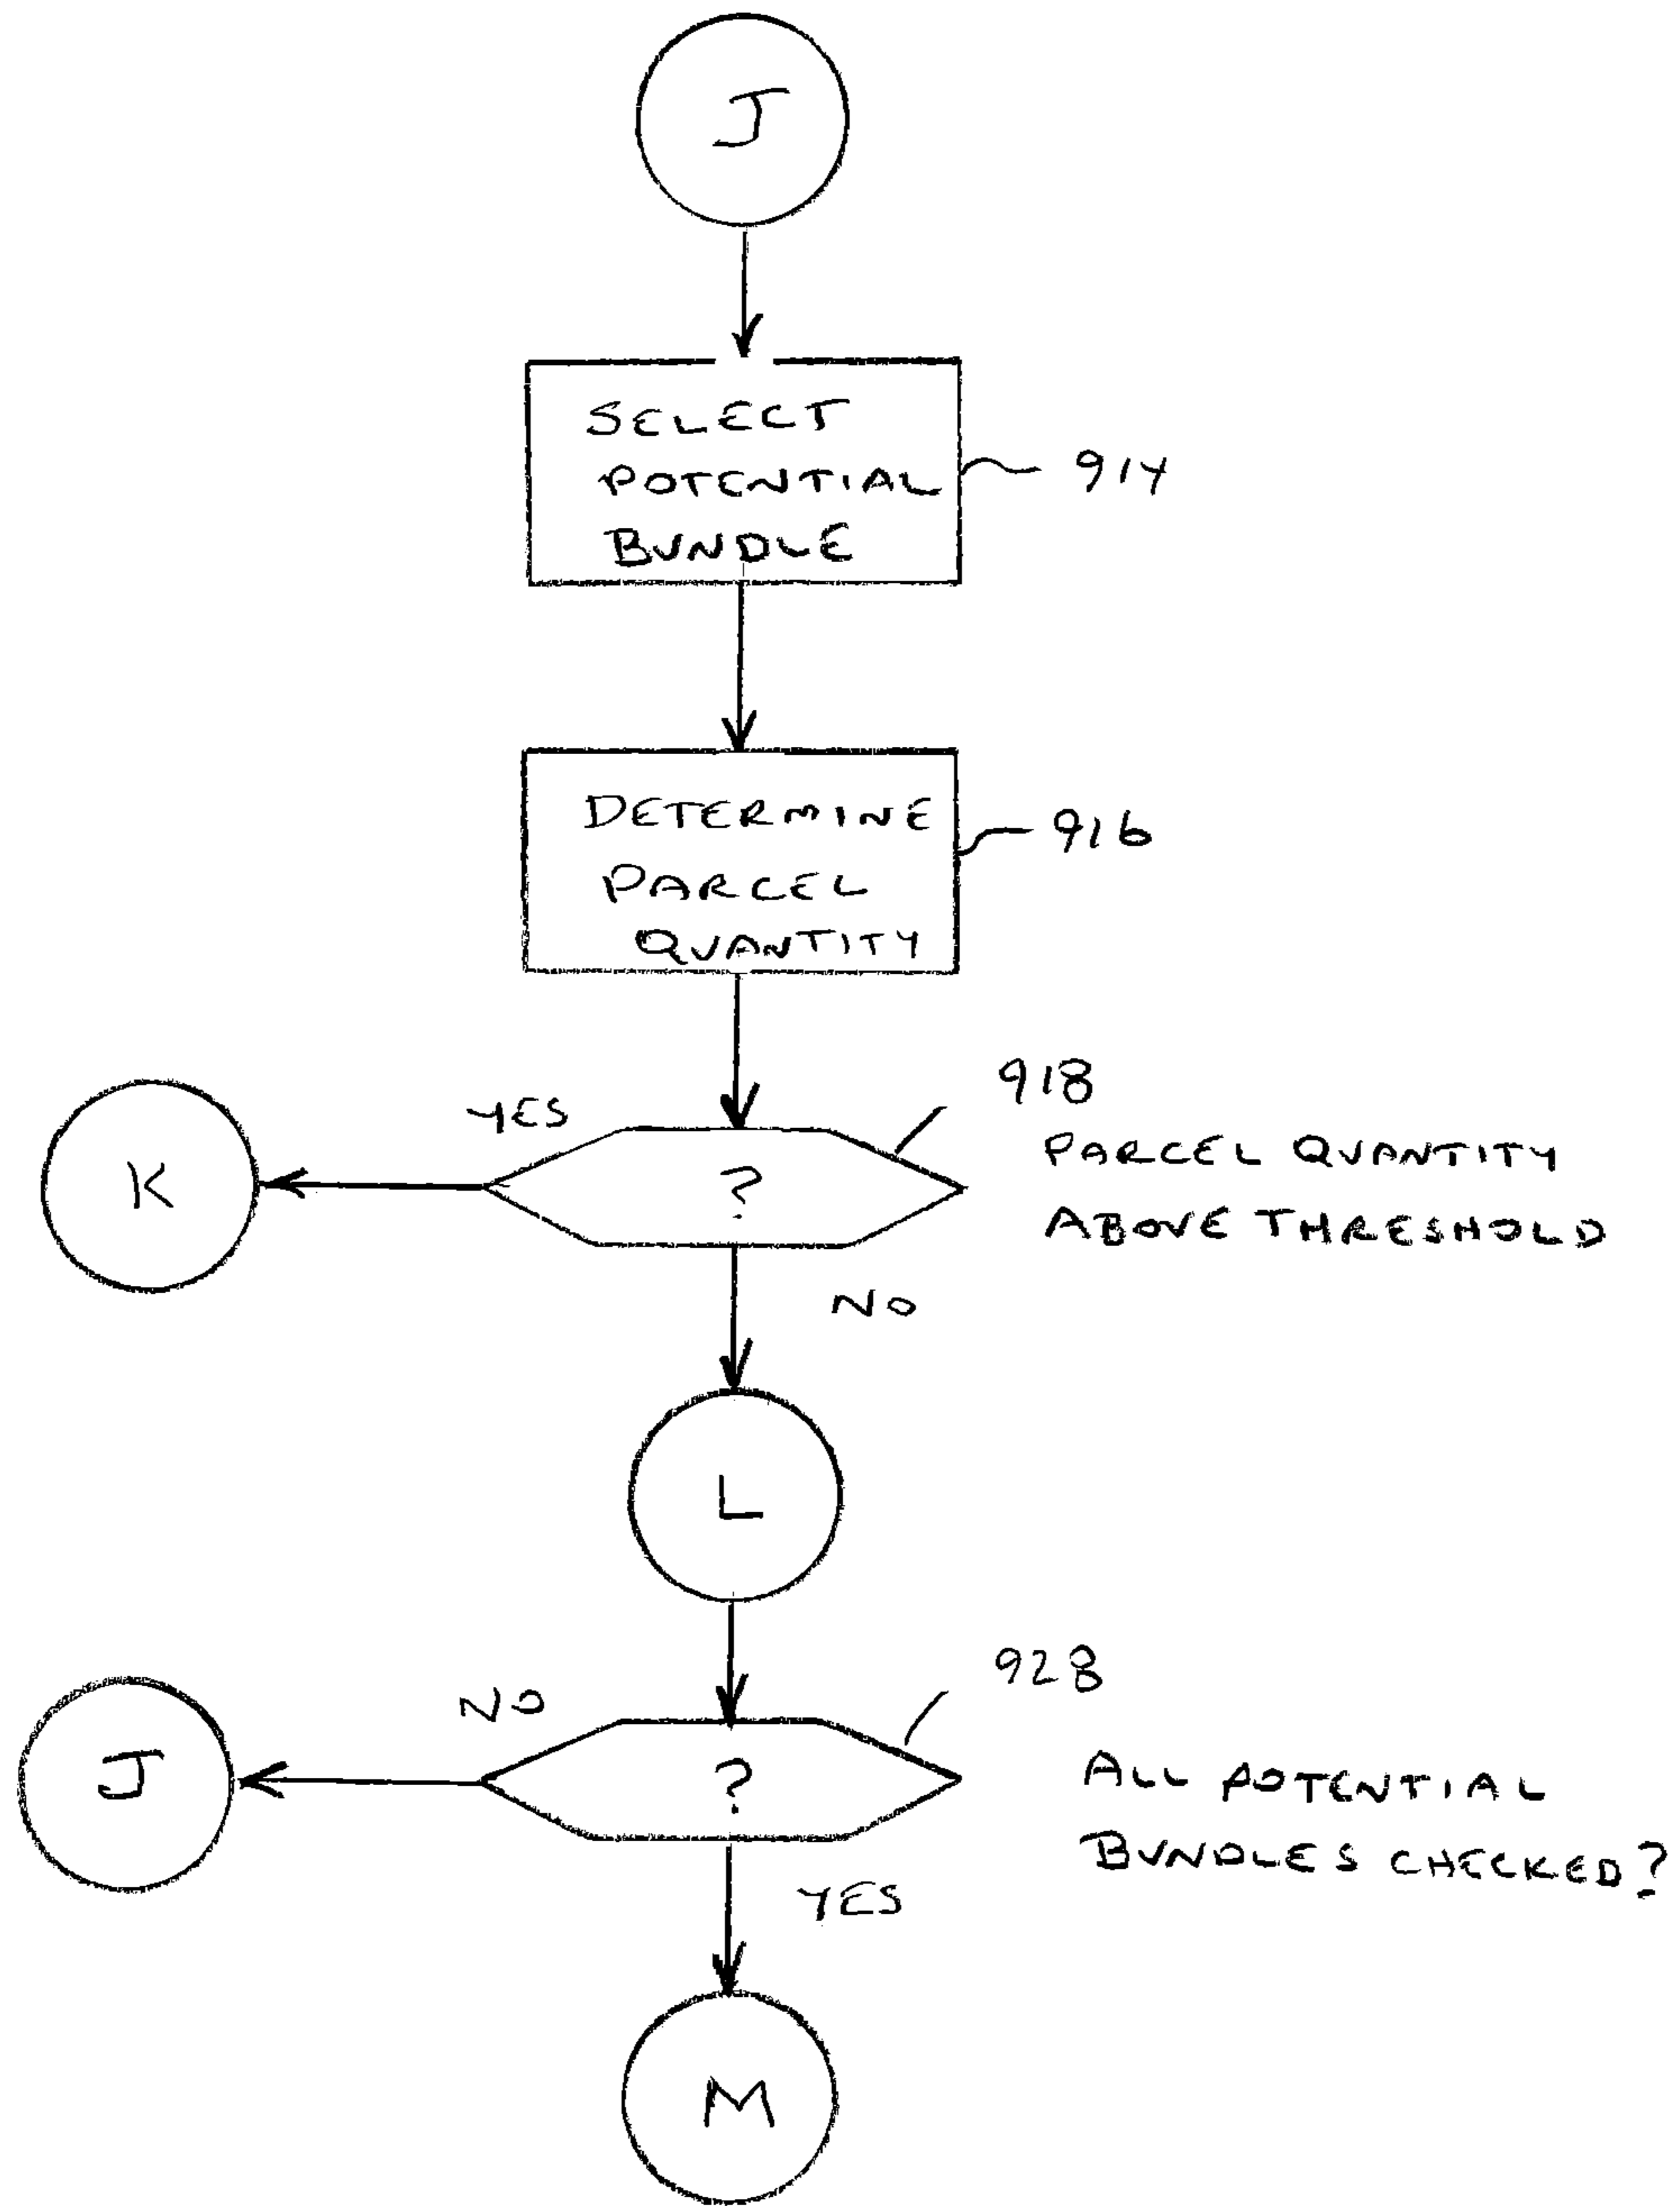 J
SELECT
POTENTIAL
BUNDLE
914
DETERMINE
PARCEL
QUANTITY
916
918
YES
K
?
PARCEL QUANTITY
ABOVE THRESHOLD
NO
L
928
NO
J
?
ALL POTENTIAL
BUNDLES CHECKED?
YES
M